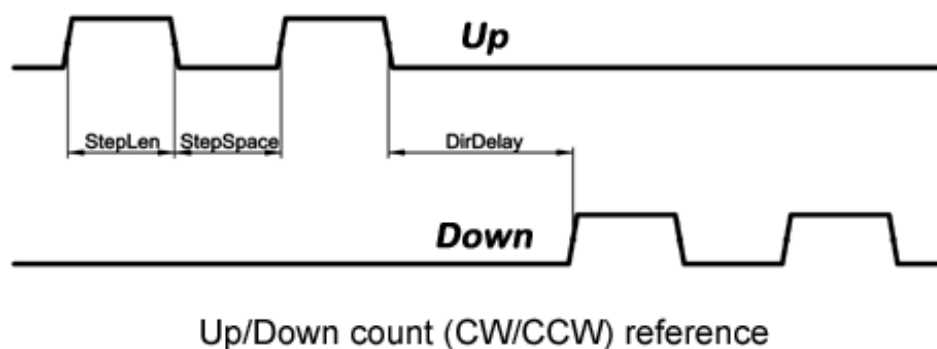 Up
StepLen StepSpace DirDelay
Down
Up/Down count (CW/CCW) reference